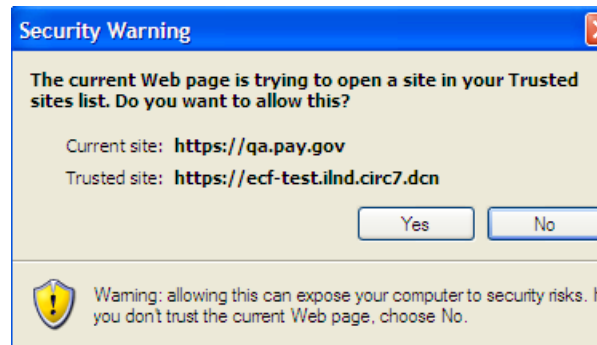 Security Warning
The current Web page is trying to open a site in your Trusted
sites list. Do you want to allow this?
Current site: https://qa.pay.gov
Trusted site: https://ecf-test.ilnd.circ7.dcn
Yes No
Warning: allowing this can expose your computer to security risks.
you don't trust the current Web page, choose No.